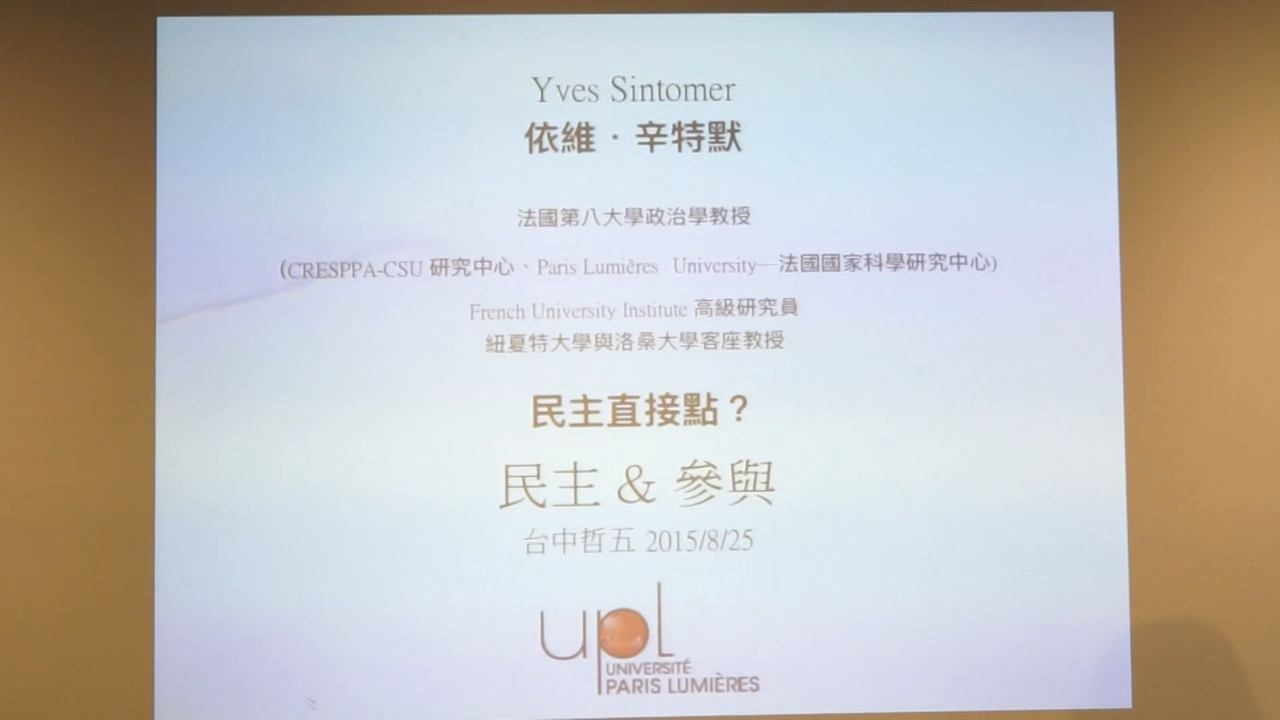 Yves Sintomer
依維．辛特默
法國第八大學政治學教授
(CRESPPA-CSU 研究中心、Paris Lumières University—法國國家科學研究中心)
French University Institute 高級研究員
紐夏特大學與洛桑大學客座教授
民主直接點？
民主 & 參與
台中哲五 2015/8/25
upl
UNIVERSITÉ
PARIS LUMIÈRES